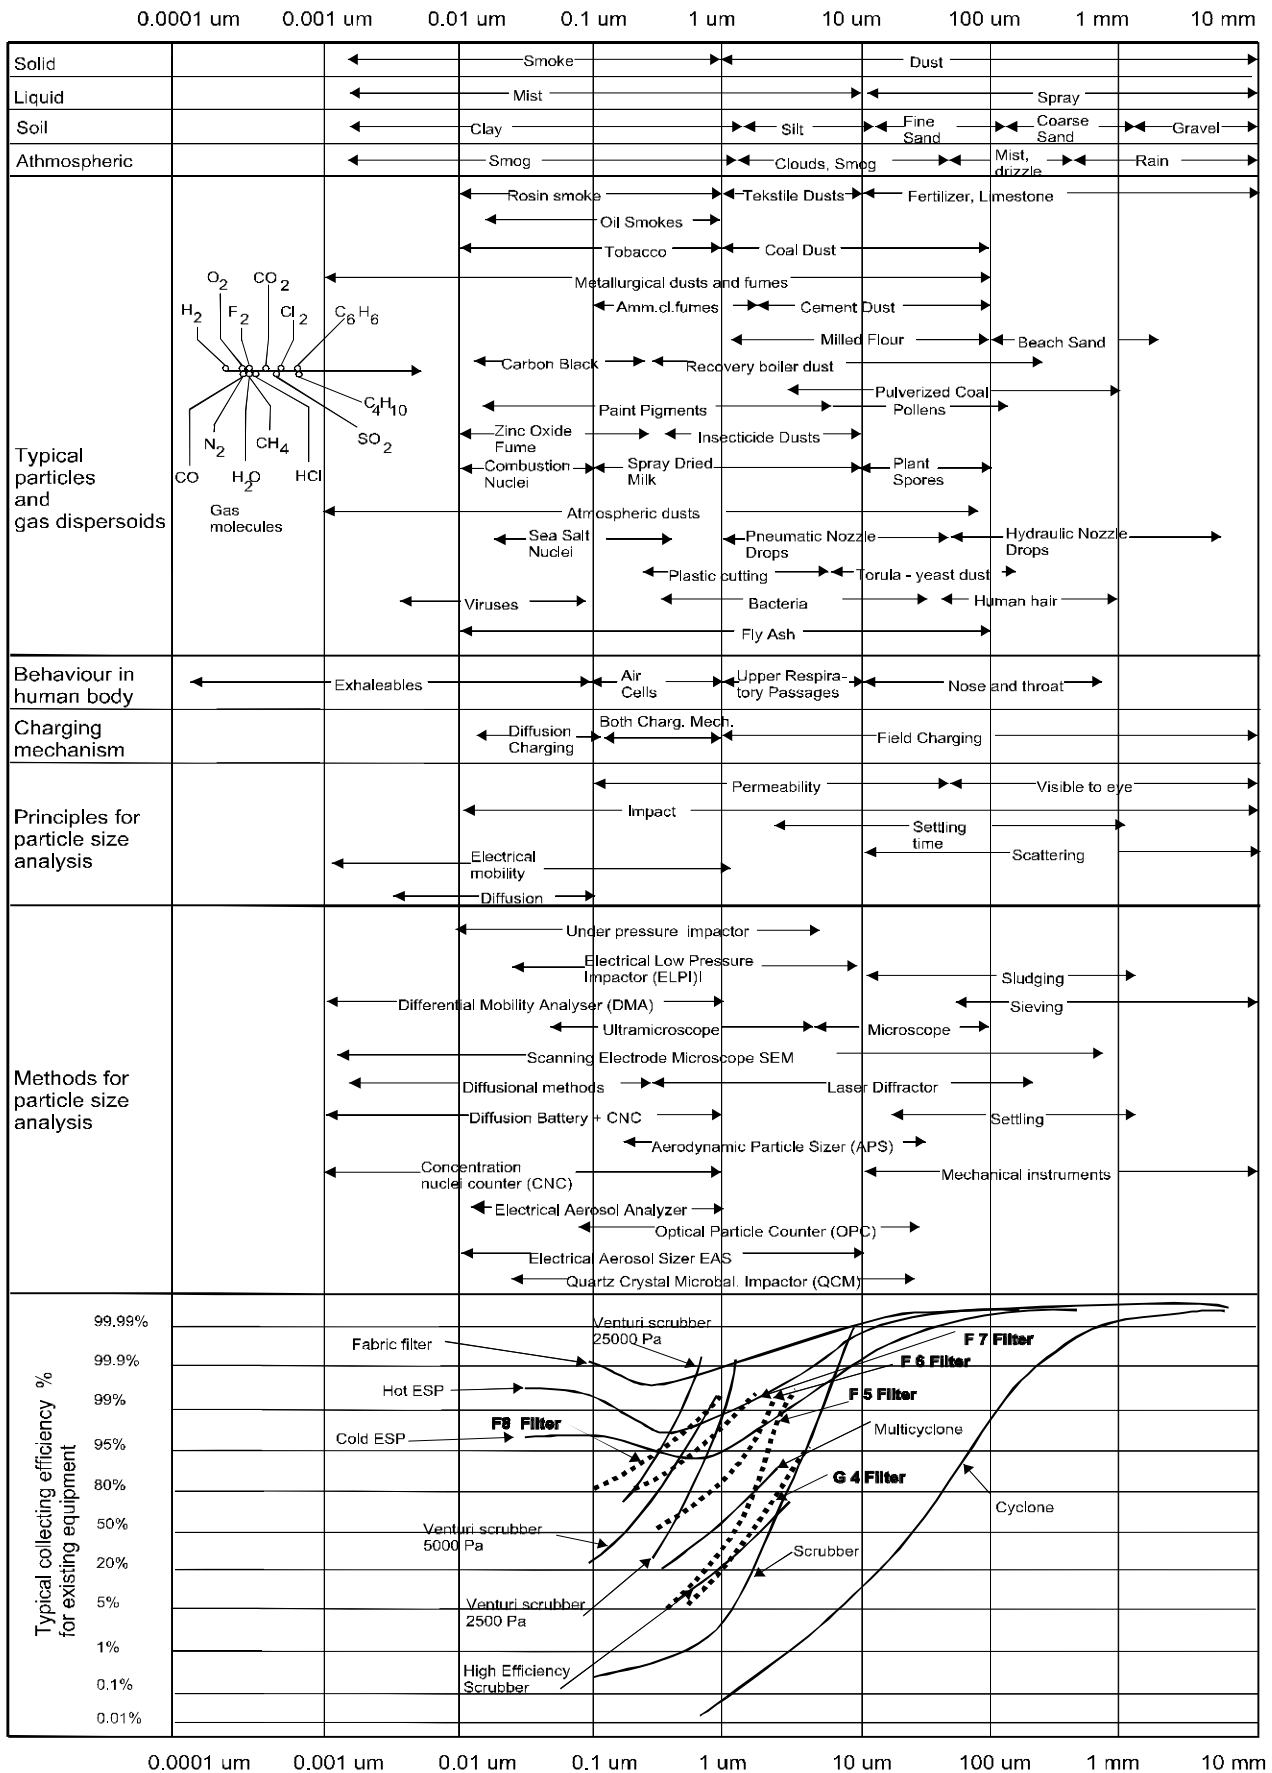 0.0001 um 0.001 um 0.01 um 0.1 um 1 um 10 um 100 um 1 mm 10 mm
Solid Smoke Dust
Liquid Mist Spray
Soil Clay Silt Fine Coarse Gravel
Sand Sand
Athmospheric Smog Clouds, Smog Mist, Rain
drizzle
Rosin smoke Tekstile Dusts Fertilizer, Limestone
Oil Smokes
Tobacco Coal Dust
O2 CO2 Metallurgical dusts and fumes
H2 F2 Cl2 C6H6 Amm.cl.fumes Cement Dust
Milled Flour Beach Sand
Carbon Black Recovery boiler dust
Pulverized Coal
C4H10 Paint Pigments Pollens
N2 CH4 SO2 Zinc Oxide Insecticide Dusts
Fume
CO H2O HCl Combustion Spray Dried Plant
Nuclei Milk Spores
Typical
particles
and
gas dispersoids
Gas
molecules
Atmospheric dusts
Sea Salt Pneumatic Nozzle Hydraulic Nozzle
Nuclei Drops Drops
Plastic cutting Torula - yeast dust
Viruses Bacteria Human hair
Fly Ash
Behaviour in
human body
Exhaleables Air Upper Respira- Nose and throat
Cells tory Passages
Charging
mechanism
Diffusion Both Charg. Mech. Field Charging
Charging
Principles for
particle size
analysis
Permeability Visible to eye
Impact
Settling
time
Electrical Scattering
mobility
Diffusion
Under pressure impactor
Electrical Low Pressure
Impactor (ELPI)l Sludging
Differential Mobility Analyser (DMA) Sieving
Ultramicroscope Microscope
Scanning Electrode Microscope SEM
Methods for
particle size
analysis
Diffusional methods Laser Diffractor
Diffusion Battery + CNC Settling
Aerodynamic Particle Sizer (APS)
Concentration Mechanical instruments
nuclei counter (CNC)
Electrical Aerosol Analyzer
Optical Particle Counter (OPC)
Electrical Aerosol Sizer EAS
Quartz Crystal Microbal. Impactor (QCM)
Typical collecting efficiency %
for existing equipment
99.99%
99.9%
99%
95%
80%
50%
20%
5%
1%
0.1%
0.01%
Venturi scrubber
25000 Pa
Fabric filter
F 7 Filter
F 6 Filter
Hot ESP
F 5 Filter
F8 Filter
Multicyclone
Cold ESP
G 4 Filter
Cyclone
Venturi scrubber
5000 Pa
Scrubber
Venturi scrubber
2500 Pa
High Efficiency
Scrubber
0.0001 um 0.001 um 0.01 um 0.1 um 1 um 10 um 100 um 1 mm 10 mm